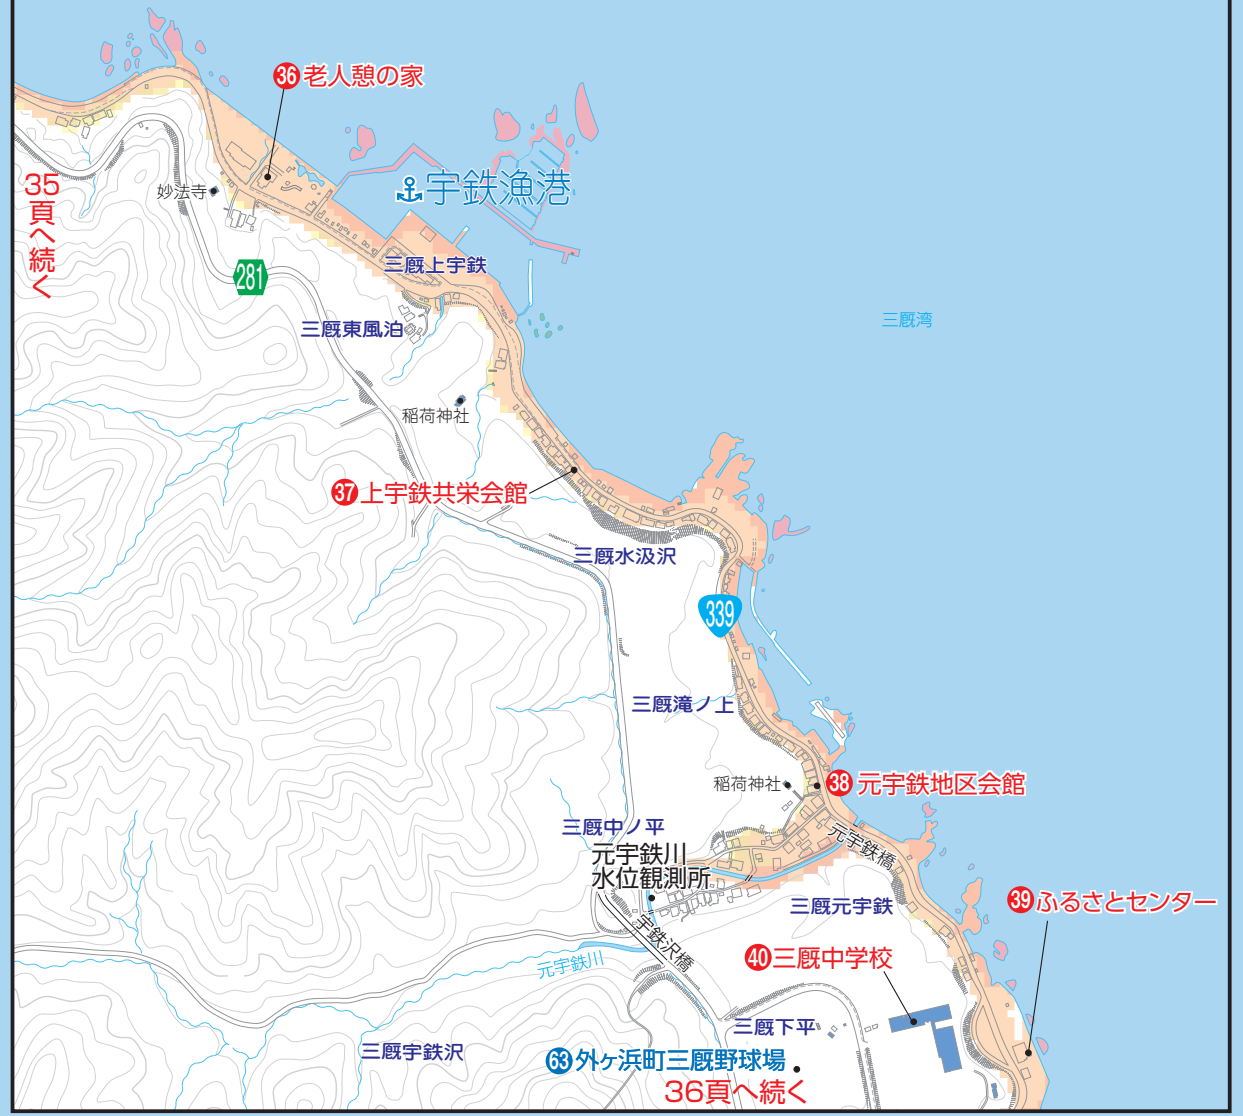 ㊱老人憩の家
35頁へ続く
妙法寺
宇鉄漁港
281
三厩上宇鉄
三厩湾
三厩東風泊
稲荷神社
㊲上宇鉄共栄会館
三厩水汲沢
339
三厩滝ノ上
稲荷神社
㊳元宇鉄地区会館
三厩中ノ平
元宇鉄川
水位観測所
元宇鉄橋
三厩元宇鉄
㊴ふるさとセンター
宇鉄沢橋
元宇鉄川
㊵三厩中学校
三厩下平
三厩宇鉄沢
63外ヶ浜町三厩野球場
36頁へ続く